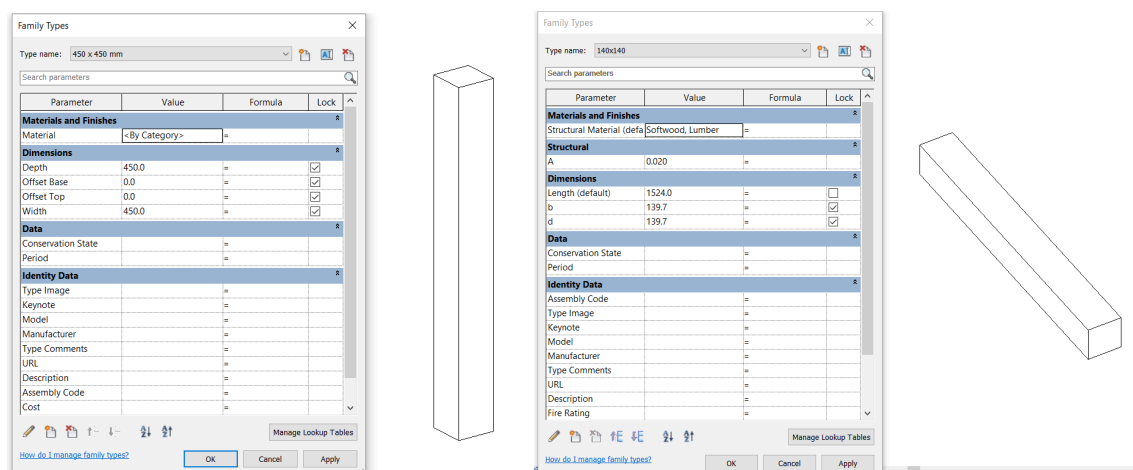 Family Types
Type name: 450 x 450 mm
Search parameters
Parameter Value Formula Lock
Materials and Finishes
Material <By Category> =
Dimensions
Depth 450.0 =
Offset Base 0.0 =
Offset Top 0.0 =
Width 450.0 =
Data
Conservation State =
Period =
Identity Data
Type Image =
Keynote =
Model =
Manufacturer =
Type Comments =
URL =
Description =
Assembly Code =
Cost =
Manage Lookup Tables
How do I manage family types?
OK Cancel Apply
Family Types
Type name: 140x140
Search parameters
Parameter Value Formula Lock
Materials and Finishes
Structural Material (defa Softwood, Lumber =
Structural
A 0.020 =
Dimensions
Length (default) 1524.0 =
b 139.7 =
d 139.7 =
Data
Conservation State =
Period =
Identity Data
Assembly Code =
Type Image =
Keynote =
Model =
Manufacturer =
Type Comments =
URL =
Description =
Fire Rating =
Manage Lookup Tables
How do I manage family types?
OK Cancel Apply